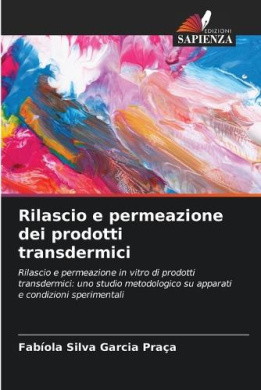 EDIZIONI
SAPIENZA
Rilascio e permeazione
dei prodotti
transdermici
Rilascio e permeazione in vitro di prodotti
transdermici: uno studio metodologico su apparati
e condizioni sperimentali
Fabíola Silva Garcia Praça